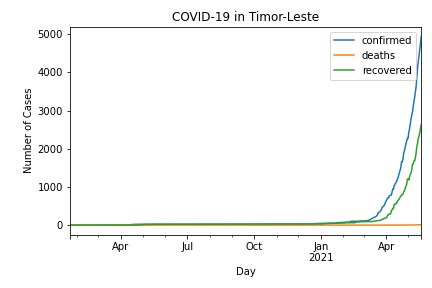 COVID-19 in Timor-Leste
confirmed
deaths
recovered
Number of Cases
5000
4000
3000
2000
1000
0
Apr
Jul
Oct
Jan
2021
Apr
Day